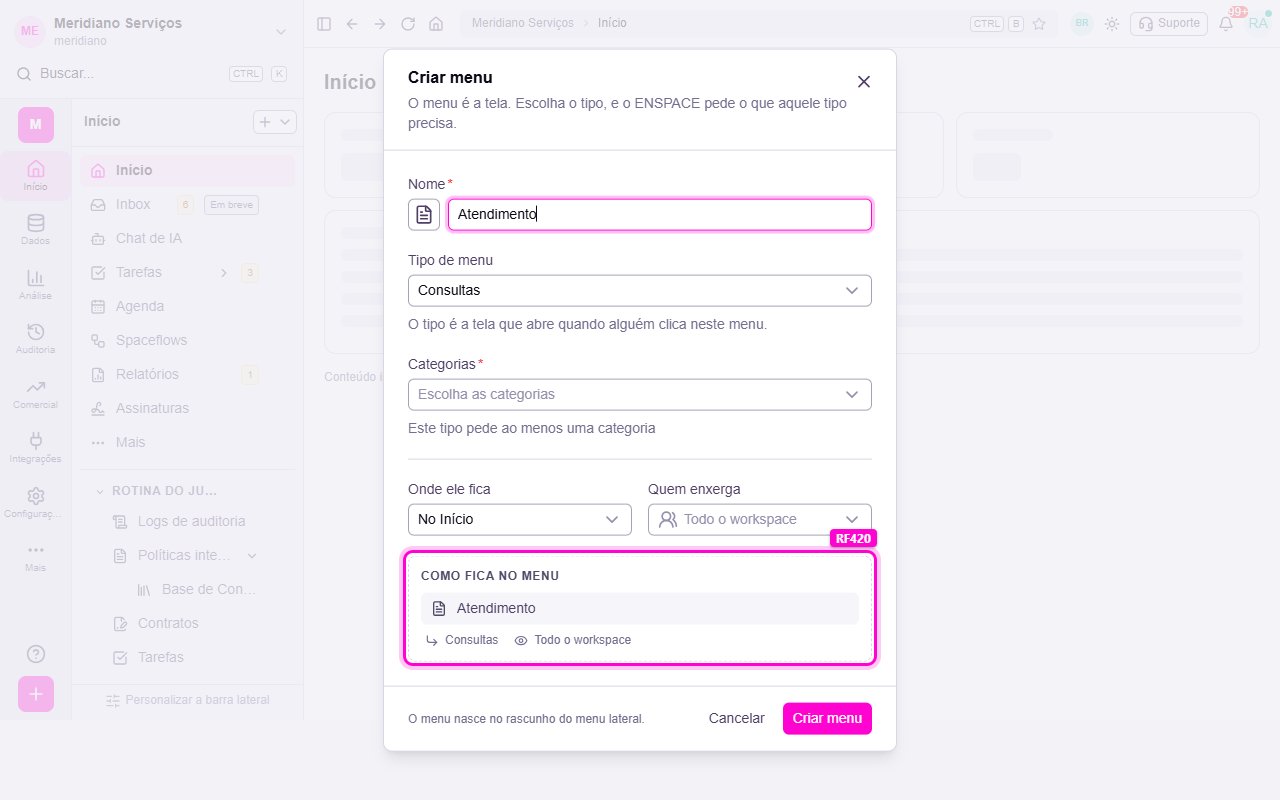 ME
Meridiano Serviços
meridiano
Buscar...
CTRL
K
Meridiano Serviços
Início
CTRL
B
BR
Suporte
99+
RA
M
Início
Dados
Análise
Auditoria
Comercial
Integrações
Configuraç...
Mais
Início
Início
Inbox
6
Em breve
Chat de IA
Tarefas
3
Agenda
Spaceflows
Relatórios
1
Assinaturas
Mais
ROTINA DO JU...
Logs de auditoria
Políticas inte...
Base de Con...
Contratos
Tarefas
Personalizar a barra lateral
Início
Criar menu
O menu é a tela. Escolha o tipo, e o ENSPACE pede o que aquele tipo
precisa.
Nome*
Atendimento
Tipo de menu
Consultas
O tipo é a tela que abre quando alguém clica neste menu.
Categorias*
Escolha as categorias
Este tipo pede ao menos uma categoria
Onde ele fica
Quem enxerga
No Início
Todo o workspace
RF420
COMO FICA NO MENU
Atendimento
Consultas
Todo o workspace
O menu nasce no rascunho do menu lateral.
Cancelar
Criar menu